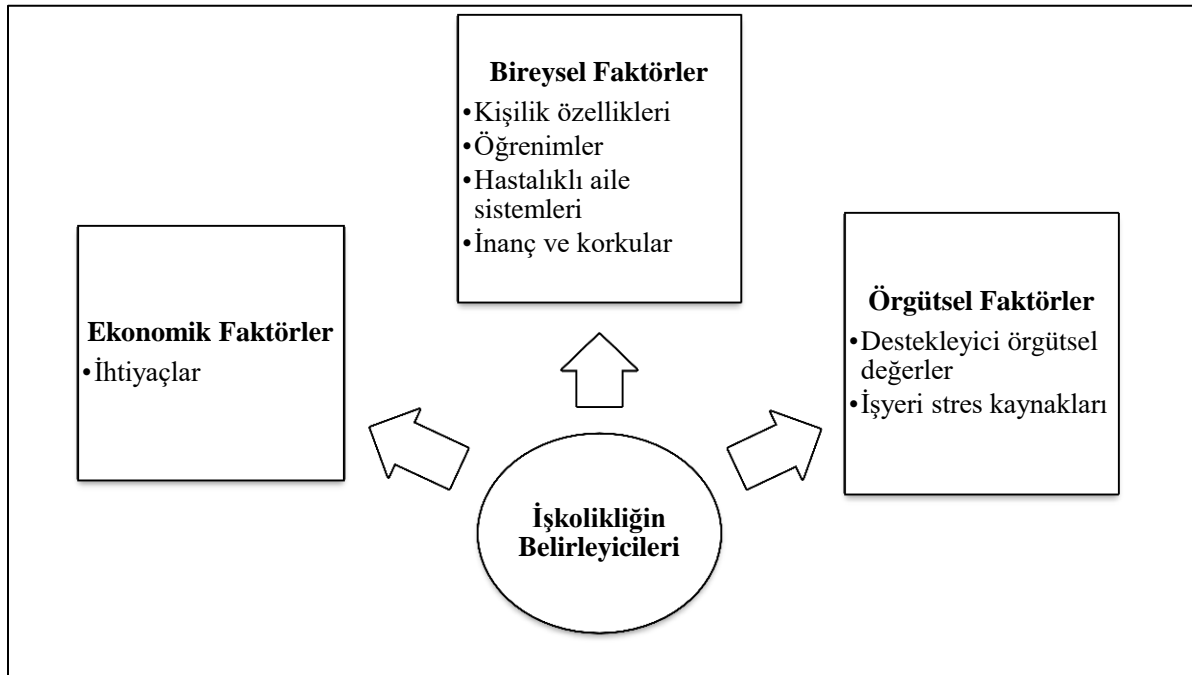 Bireysel Faktörler
•Kişilik özellikleri
•Öğrenimler
•Hastalıklı aile
sistemleri
•İnanç ve korkular
Ekonomik Faktörler
•İhtiyaçlar
Örgütsel Faktörler
•Destekleyici örgütsel
değerler
•İşyeri stres kaynakları
İşkolikliğin
Belirleyicileri